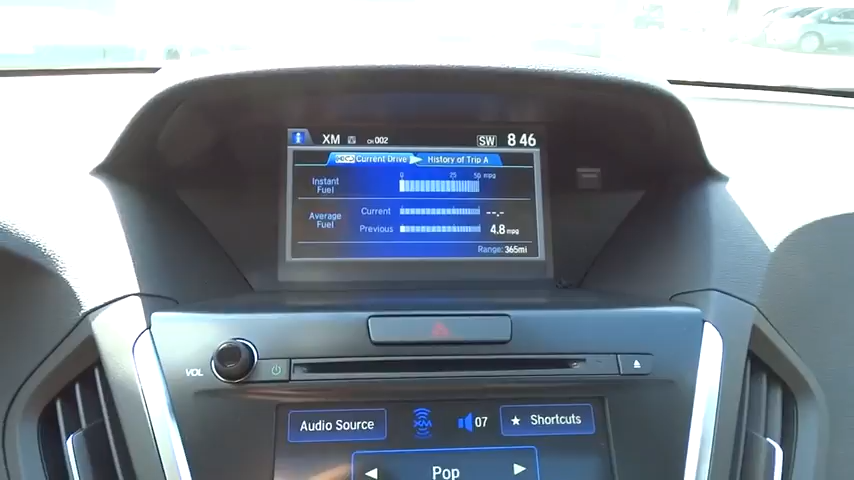 XM CH 002 SW 8 46
Current Drive History of Trip A
0 25 50 mpg
Instant Fuel
Average Fuel
Current --.-
Previous 4.8 mpg
Range 365mi
VOL
Audio Source XM 07 Shortcuts
Pop